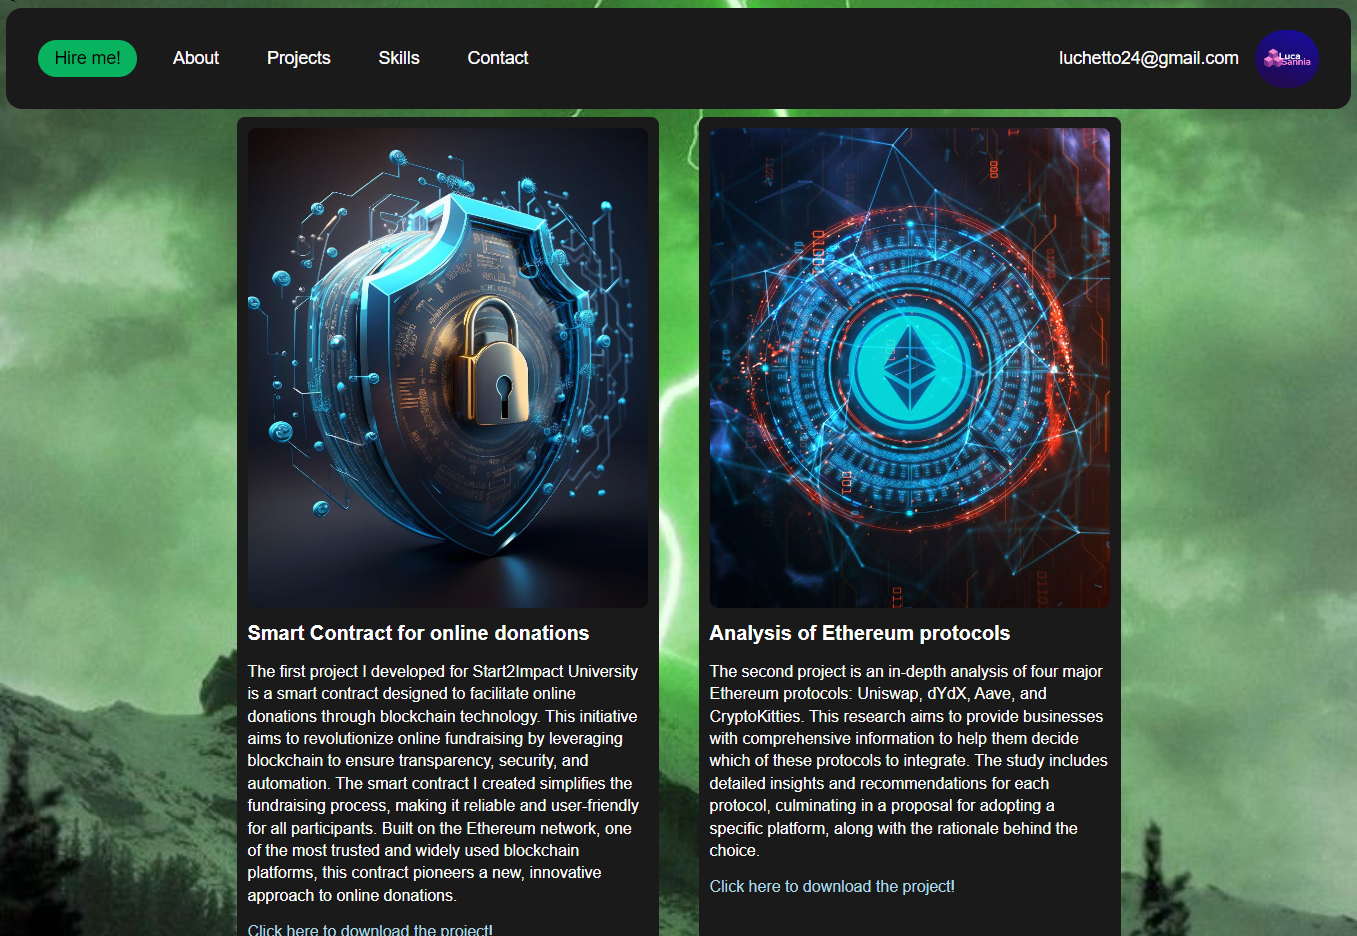 Hire me!
About
Projects
Skills
Contact
luchetto24@gmail.com
Luca
Sannia
Smart Contract for online donations
The first project I developed for Start2Impact University
is a smart contract designed to facilitate online
donations through blockchain technology. This initiative
aims to revolutionize online fundraising by leveraging
blockchain to ensure transparency, security, and
automation. The smart contract I created simplifies the
fundraising process, making it reliable and user-friendly
for all participants. Built on the Ethereum network, one
of the most trusted and widely used blockchain
platforms, this contract pioneers a new, innovative
approach to online donations.
Click here to download the project!
Analysis of Ethereum protocols
The second project is an in-depth analysis of four major
Ethereum protocols: Uniswap, dYdX, Aave, and
CryptoKitties. This research aims to provide businesses
with comprehensive information to help them decide
which of these protocols to integrate. The study includes
detailed insights and recommendations for each
protocol, culminating in a proposal for adopting a
specific platform, along with the rationale behind the
choice.
Click here to download the project!